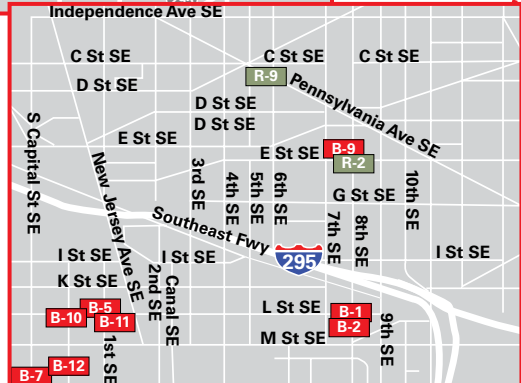 Independence Ave SE
C St SE
C St SE
C St SE
R-9
D St SE
Pennsylvania Ave SE
D St SE
D St SE
S Capital St SE
E St SE
E St SE
B-9
R-2
New Jersey Ave SE
3rd SE
4th SE
5th SE
6th SE
10th SE
G St SE
7th SE
8th SE
Southeast Fwy
295
I St SE
I St SE
I St SE
K St SE
2nd SE
Canal SE
B-5
B-10
B-11
L St SE
B-1
B-2
M St SE
9th SE
1st SE
B-12
B-7